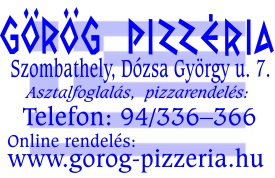 GÖRÖG PIZZÉRIA
Szombathely, Dózsa György u. 7.
Asztalfoglalás, pizzarendelés:
Telefon: 94/336–366
Online rendelés:
www.gorog-pizzeria.hu